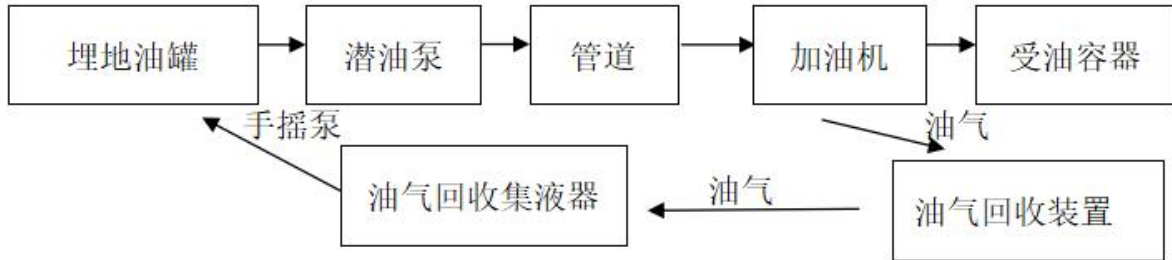 埋地油罐
潜油泵
管道
加油机
受油容器
手摇泵
油气
油气回收集液器
油气
油气回收装置